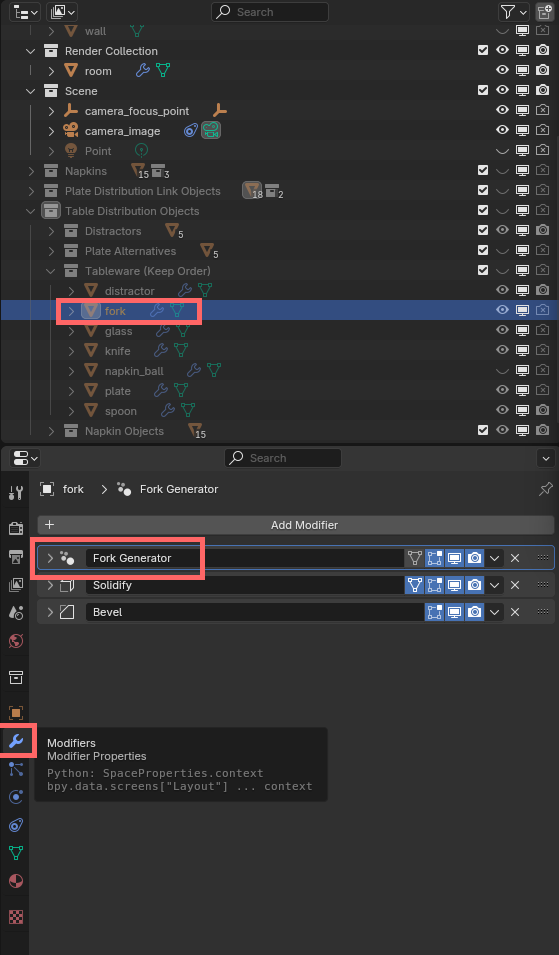 Search
wall
Render Collection
room
Scene
camera_focus_point
camera_image
Point
Napkins 15 3
Plate Distribution Link Objects 18 2
Table Distribution Objects
Distractors 5
Plate Alternatives 5
Tableware (Keep Order)
distractor
fork
glass
knife
napkin_ball
plate
spoon
Napkin Objects 15
Search
fork > Fork Generator
+ Add Modifier
Fork Generator
Solidify
Bevel
Modifiers
Modifier Properties
Python: SpaceProperties.context
bpy.data.screens["Layout"] ... context